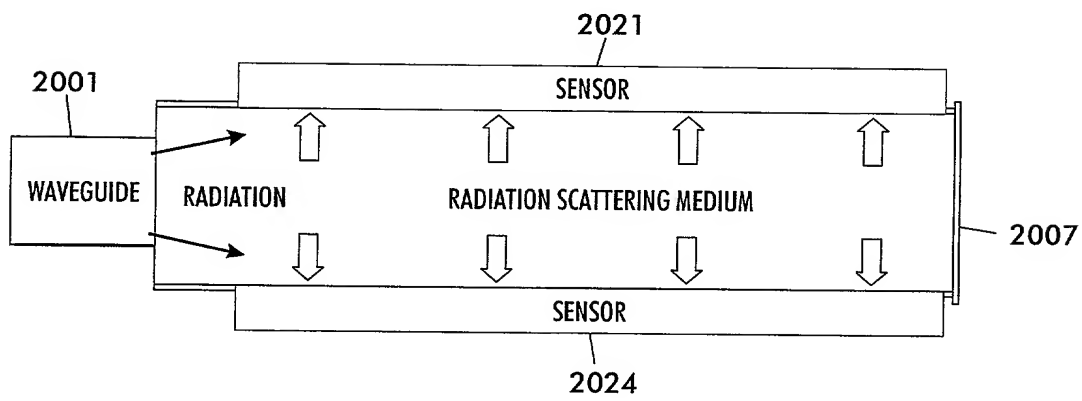 2021
SENSOR
2001
WAVEGUIDE
RADIATION
RADIATION SCATTERING MEDIUM
2007
SENSOR
2024